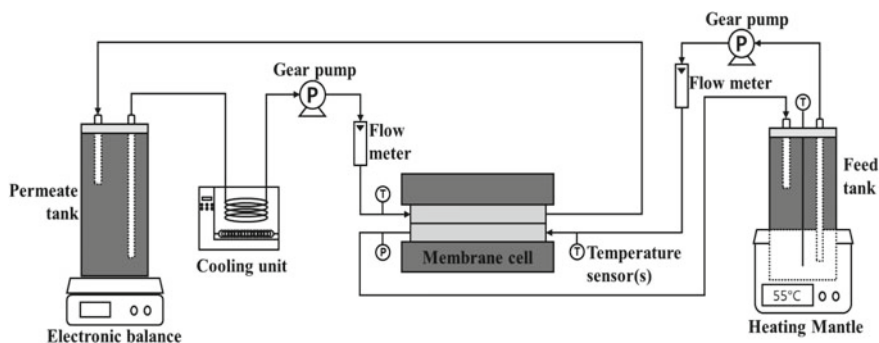 Gear pump
P
Flow meter
T
Gear pump
P
Flow
meter
Permeate
tank
Feed
tank
T
P
T
Cooling unit
Membrane cell
Temperature
sensor(s)
55°C
Electronic balance
Heating Mantle